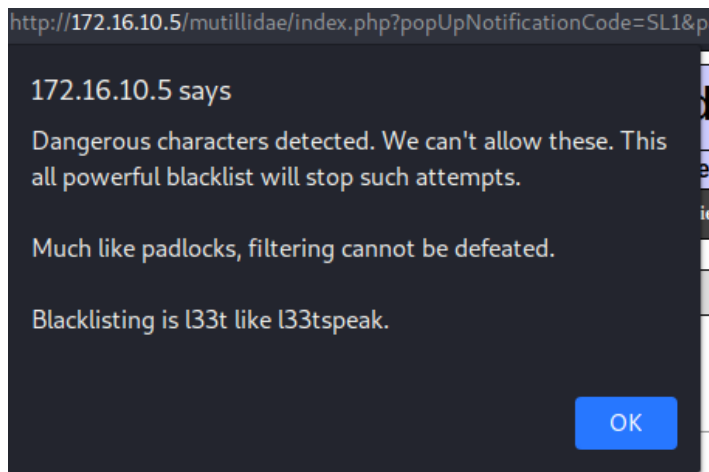 http://172.16.10.5/mutillidae/index.php?popUpNotificationCode=SL1&p
172.16.10.5 says
Dangerous characters detected. We can't allow these. This
all powerful blacklist will stop such attempts.
Much like padlocks, filtering cannot be defeated.
Blacklisting is l33t like l33tspeak.
OK